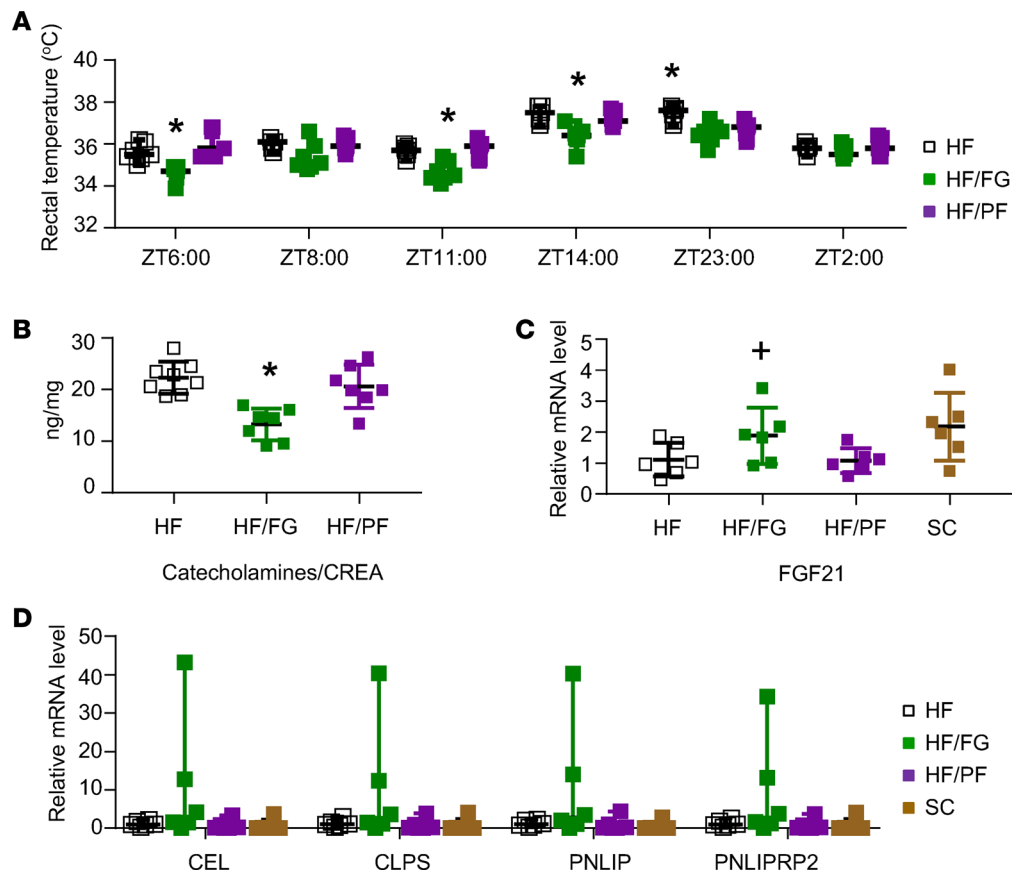 A
Rectal temperature (°C)
40
38
36
34
32
*
*
*
*
ZT6:00 ZT8:00 ZT11:00 ZT14:00 ZT23:00 ZT2:00
HF
HF/FG
HF/PF
B
ng/mg
30
20
10
0
*
HF HF/FG HF/PF
Catecholamines/CREA
C
Relative mRNA level
5
4
3
2
1
0
+
HF HF/FG HF/PF SC
FGF21
D
Relative mRNA level
50
40
30
20
10
0
CEL CLPS PNLIP PNLIPRP2
HF
HF/FG
HF/PF
SC